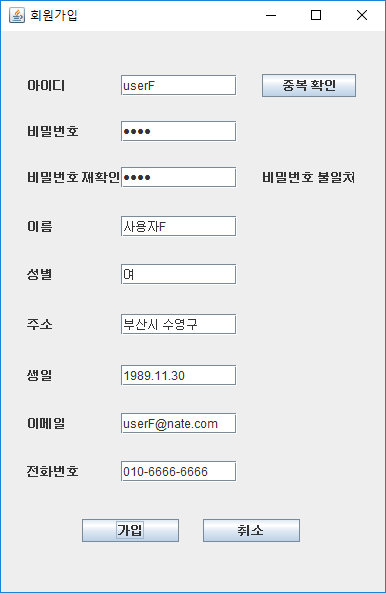 회원가입
아이디 userF 중복 확인
비밀번호 ●●●●
비밀번호 재확인 ●●●● 비밀번호 불일처
이름 사용자F
성별 여
주소 부산시 수영구
생일 1989.11.30
이메일 userF@nate.com
전화번호 010-6666-6666
가입 취소